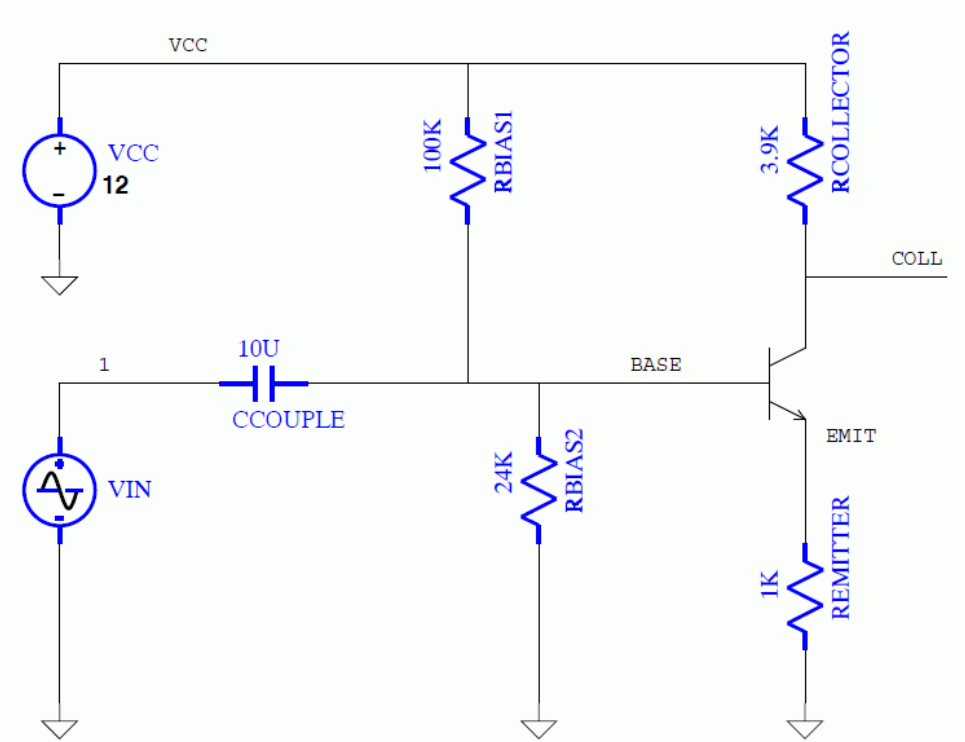 VCC
VCC
12
+
−
100K
RBIAS1
3.9K
RCOLLECTOR
COLL
1
10U
CCOUPLE
BASE
EMIT
VIN
24K
RBIAS2
1K
REMITTER